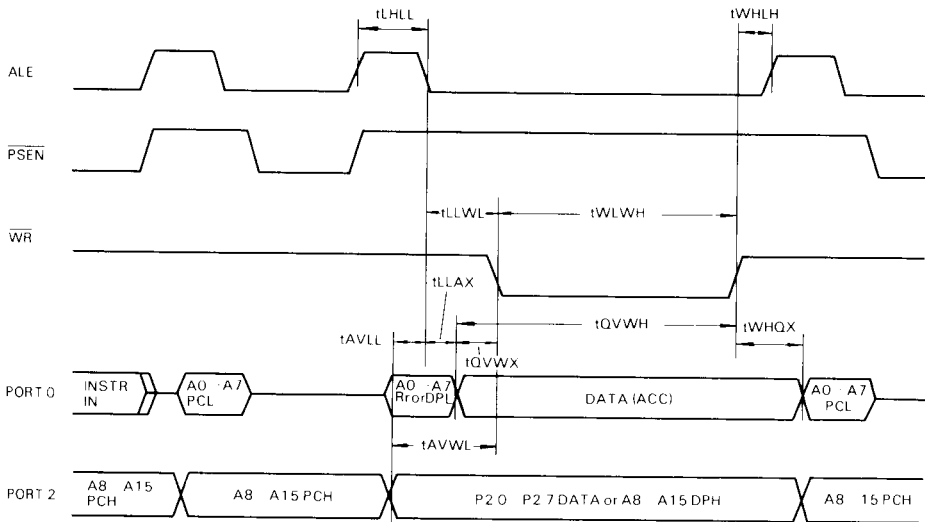 tLHLL
tWHLH
ALE
PSEN
tLLWL
tWLWH
WR
tLLAX
tQVWH
tAVLL
tWHQX
tQVWX
PORT 0
INSTR
IN
A0 - A7
PCL
A0 - A7
RrorDPL
DATA (ACC)
A0 - A7
PCL
tAVWL
PORT 2
A8 A15
PCH
A8 A15 PCH
P2 0 P2 7 DATA or A8 A15 DPH
A8 15 PCH